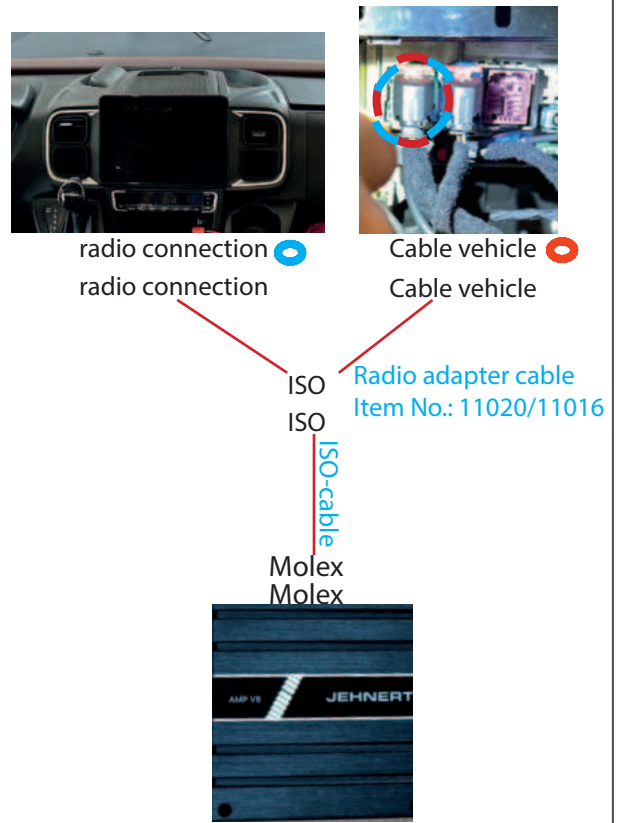 radio connection
Cable vehicle
radio connection
Cable vehicle
ISO
Radio adapter cable
Item No.: 11020/11016
ISO
ISO-cable
Molex
Molex
AMP V8
JEHNERT